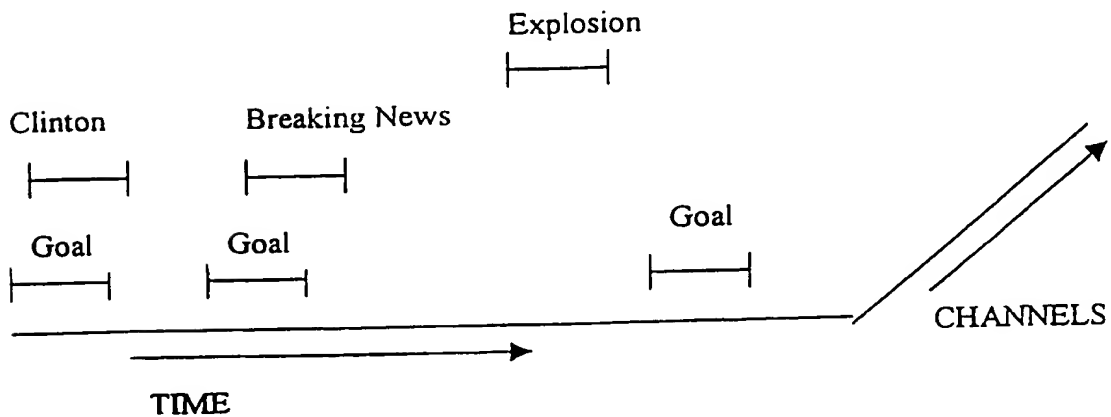 Explosion
Clinton
Breaking News
Goal
Goal
Goal
CHANNELS
TIME